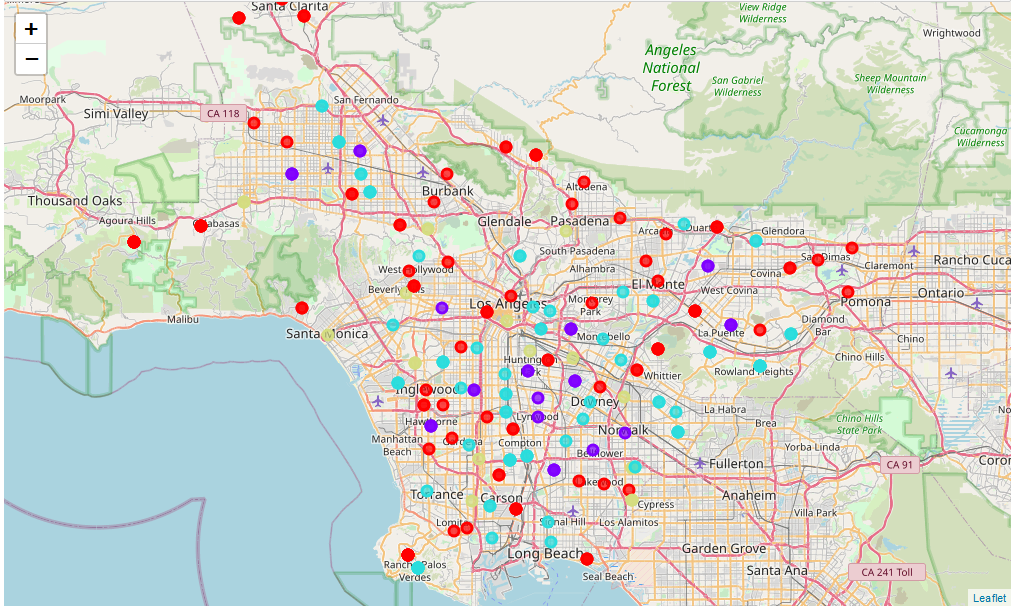 Santa Clarita
View Ridge
Wilderness
Wrightwood
+
−
Angeles
National
Forest
San Gabriel
Wilderness
Sheep Mountain
Wilderness
Moorpark
Simi Valley
CA 118
San Fernando
Cucamonga
Wilderness
Thousand Oaks
Burbank
Altadena
Agoura Hills
Glendale
Pasadena
Duarte
Glendora
South Pasadena
San Dimas
Claremont
Rancho Cuca
West Hollywood
Alhambra
Covina
El Monte
West Covina
Ontario
Malibu
Los Angeles
Monterey
Park
Pomona
Santa Monica
Diamond
Bar
La Puente
Chino
Montebello
Huntington
Park
Chino Hills
Whittier
Rowland Heights
Inglewood
Downey
La Habra
Chino Hills
State Park
Hawthorne
Lynwood
Brea
Norwalk
Manhattan
Beach
Gardena
Compton
Yorba Linda
Bellflower
Fullerton
CA 91
Coron
Torrance
Carson
Lakewood
Anaheim
Cypress
Villa Park
Lomita
Signal Hill
Los Alamitos
Long Beach
Garden Grove
Rancho Palos
Verdes
Seal Beach
Santa Ana
CA 241 Toll
Leaflet